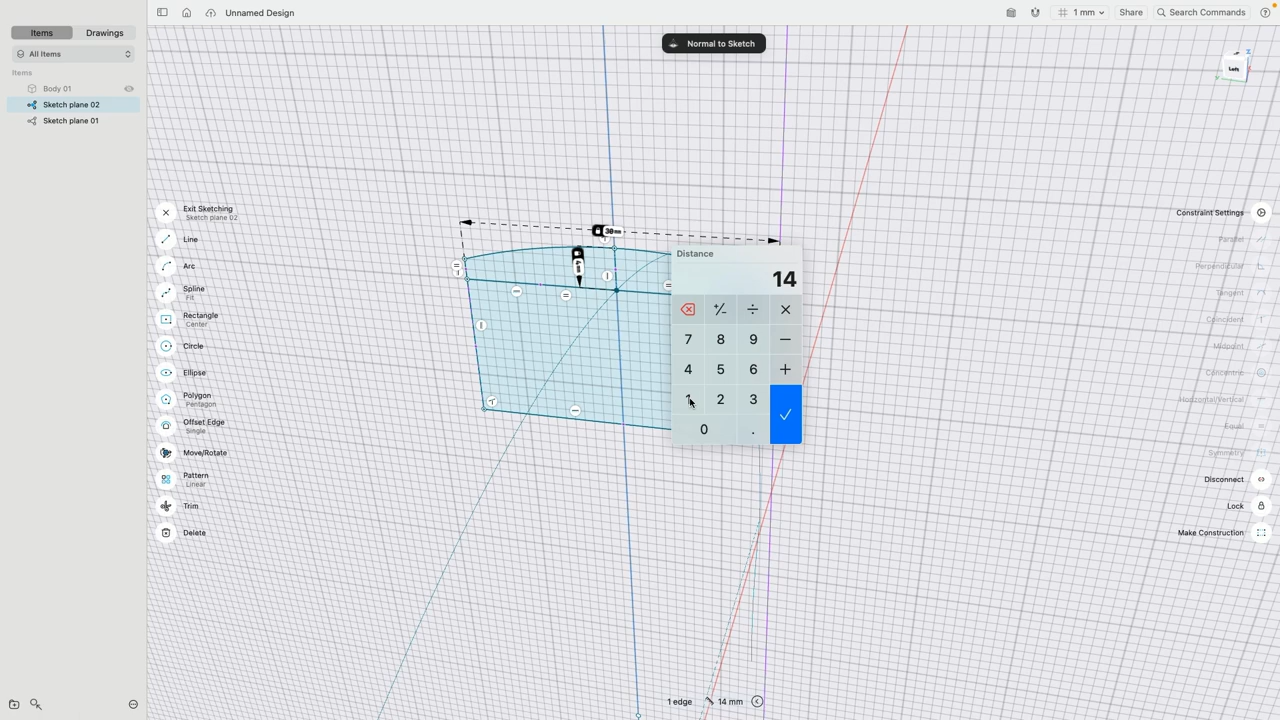 Unnamed Design
1 mm
Share
Search Commands
Items
Drawings
All Items
Items
Body 01
Sketch plane 02
Sketch plane 01
Normal to Sketch
Left
Exit Sketching
Sketch plane 02
Line
Arc
Spline
Fit
Rectangle
Center
Circle
Ellipse
Polygon
Pentagon
Offset Edge
Single
Move/Rotate
Pattern
Linear
Trim
Delete
Distance
14
7 8 9
4 5 6
1 2 3
0 .
Constraint Settings
Parallel
Perpendicular
Tangent
Coincident
Midpoint
Concentric
Horizontal/Vertical
Equal
Symmetry
Disconnect
Lock
Make Construction
1 edge
14 mm